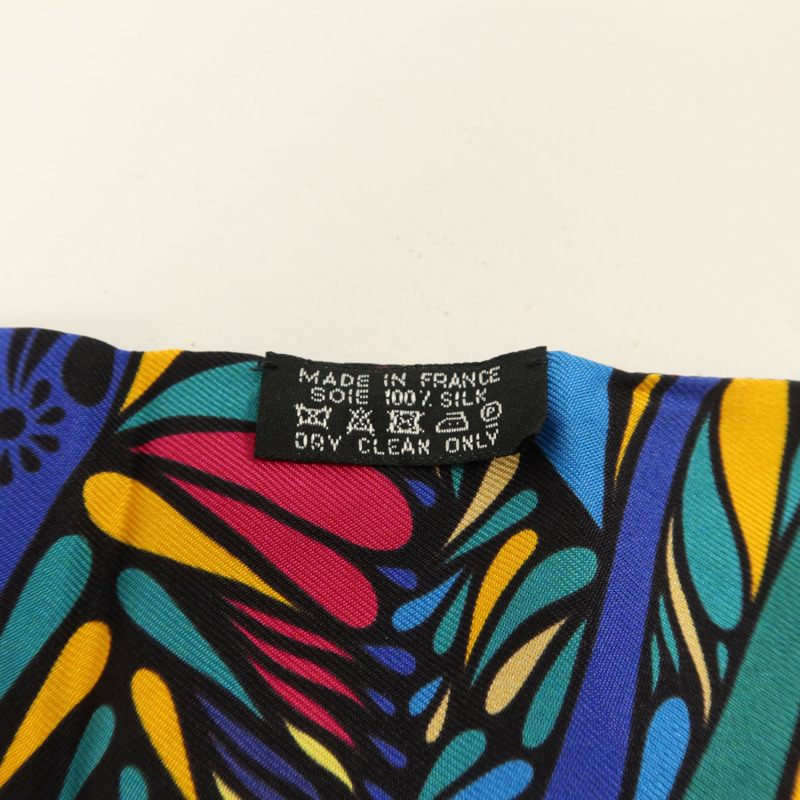 MADE IN FRANCE
SOIE 100% SILK
P
DRY CLEAN ONLY